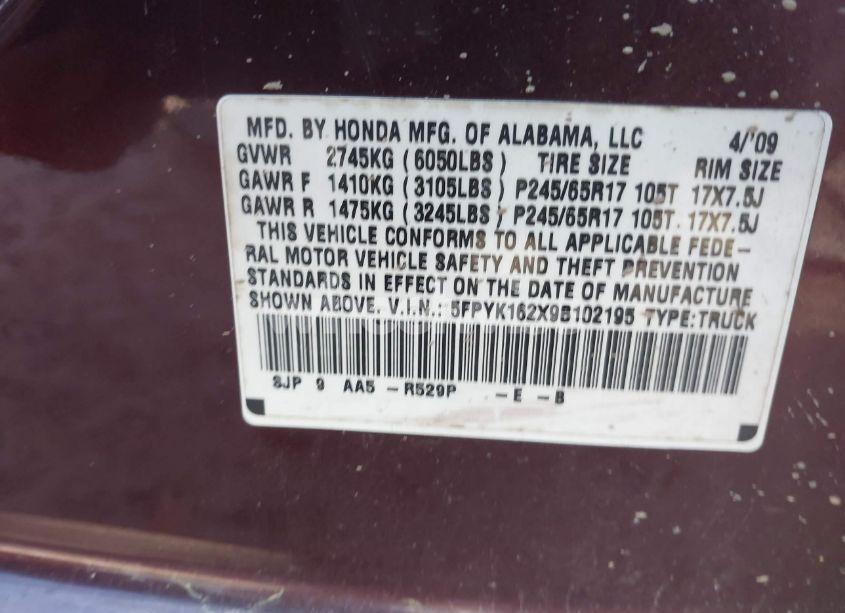 MFD. BY HONDA MFG. OF ALABAMA, LLC 4/'09
GVWR 2745KG (6050LBS) TIRE SIZE RIM SIZE
GAWR F 1410KG (3105LBS) P245/65R17 105T 17X7.5J
GAWR R 1475KG (3245LBS) P245/65R17 105T 17X7.5J
THIS VEHICLE CONFORMS TO ALL APPLICABLE FEDE-
RAL MOTOR VEHICLE SAFETY AND THEFT PREVENTION
STANDARDS IN EFFECT ON THE DATE OF MANUFACTURE
SHOWN ABOVE. V.I.N.: 5FPYK162X9B102195 TYPE:TRUCK
SJP 9 AA5 -R529P -E -B